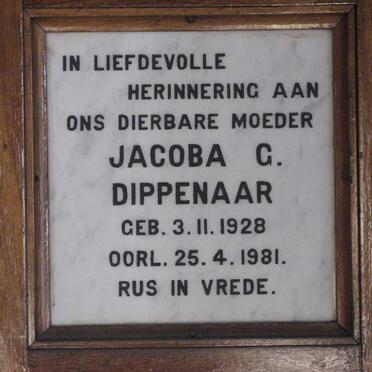 IN LIEFDEVOLLE
HERINNERING AAN
ONS DIERBARE MOEDER
JACOBA G.
DIPPENAAR
GEB. 3.11.1928
OORL. 25.4.1981.
RUS IN VREDE.